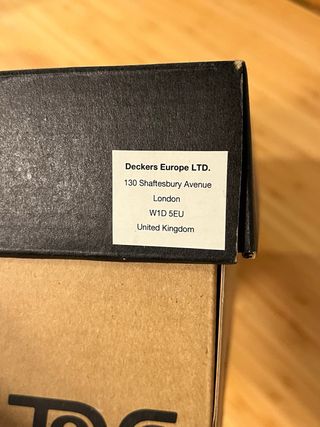 Deckers Europe LTD.
130 Shaftesbury Avenue
London
W1D 5EU
United Kingdom